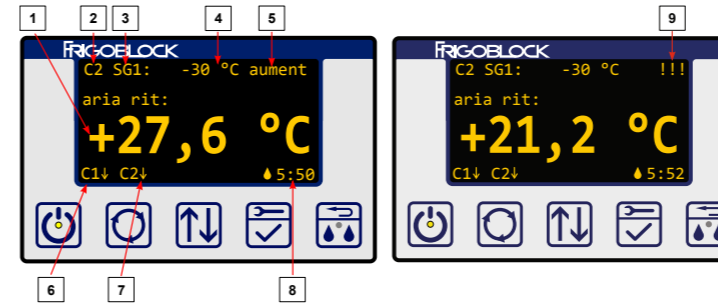 1
2
3
4
5
9
FRIGOBLOCK
C2 SG1: -30 °C aument
aria rit:
+27,6 °C
C1↓ C2↓ 5:50
FRIGOBLOCK
C2 SG1: -30 °C !!!
aria rit:
+21,2 °C
C1↓ C2↓ 5:52
6
7
8